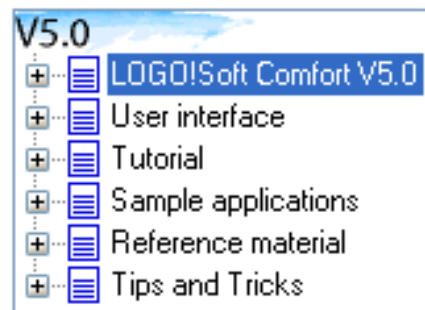 V5.0
LOGO!Soft Comfort V5.0
User interface
Tutorial
Sample applications
Reference material
Tips and Tricks